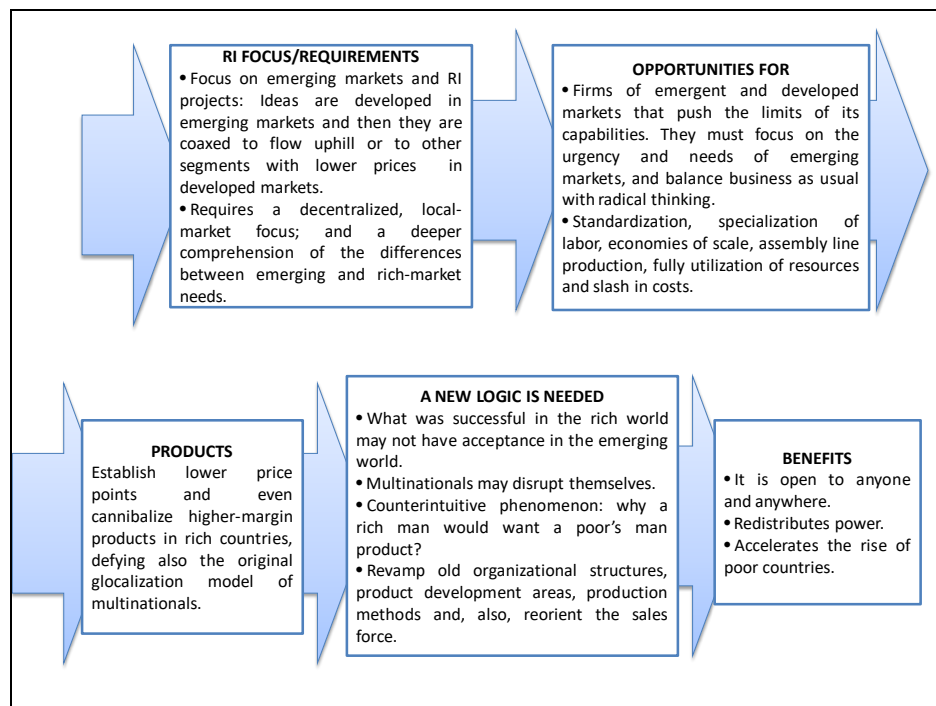 RI FOCUS/REQUIREMENTS
• Focus on emerging markets and RI
projects: Ideas are developed in
emerging markets and then they are
coaxed to flow uphill or to other
segments with lower prices in
developed markets.
• Requires a decentralized, local-
market focus; and a deeper
comprehension of the differences
between emerging and rich-market
needs.
OPPORTUNITIES FOR
• Firms of emergent and developed
markets that push the limits of its
capabilities. They must focus on the
urgency and needs of emerging
markets, and balance business as usual
with radical thinking.
• Standardization, specialization of
labor, economies of scale, assembly line
production, fully utilization of resources
and slash in costs.
PRODUCTS
Establish lower price
points and even
cannibalize higher-margin
products in rich countries,
defying also the original
glocalization model of
multinationals.
A NEW LOGIC IS NEEDED
• What was successful in the rich world
may not have acceptance in the emerging
world.
• Multinationals may disrupt themselves.
• Counterintuitive phenomenon: why a
rich man would want a poor's man
product?
• Revamp old organizational structures,
product development areas, production
methods and, also, reorient the sales
force.
BENEFITS
• It is open to anyone
and anywhere.
• Redistributes power.
• Accelerates the rise of
poor countries.